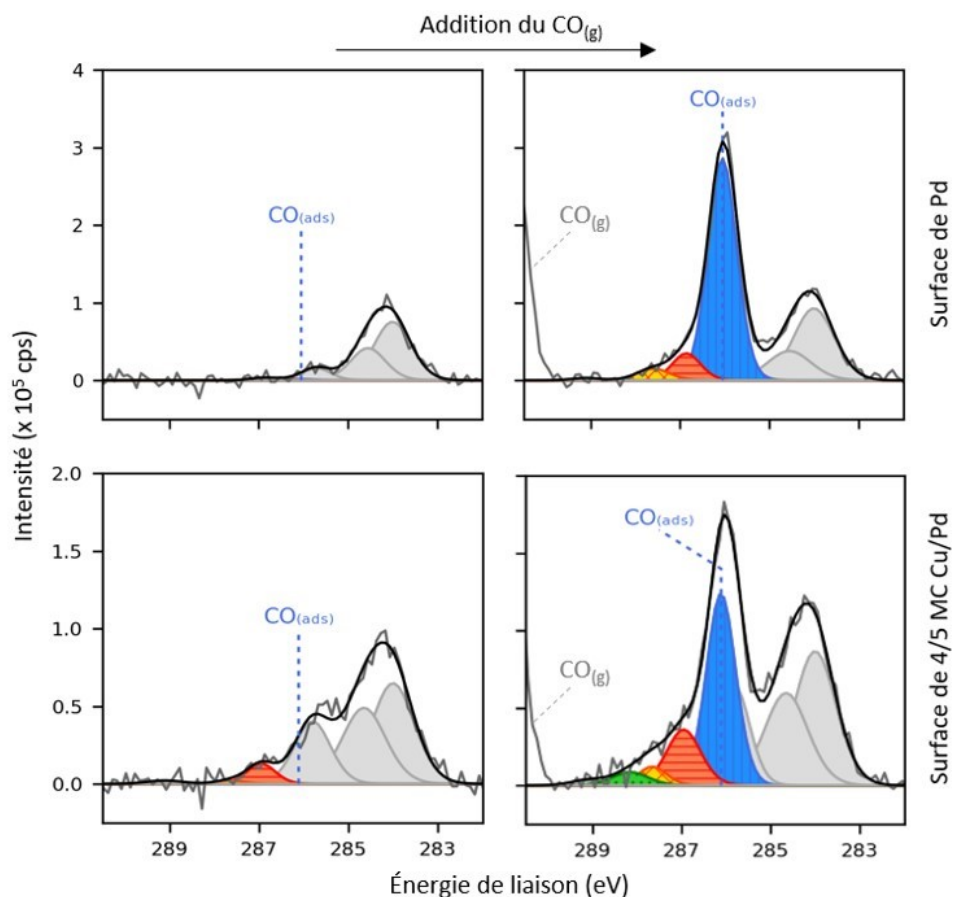 Addition du CO(g)
4
3
2
1
0
CO(ads)
CO(ads)
CO(g)
Surface de Pd
Intensité (x 10⁵ cps)
2.0
1.5
1.0
0.5
0.0
CO(ads)
CO(ads)
CO(g)
Surface de 4/5 MC Cu/Pd
289 287 285 283
289 287 285 283
Énergie de liaison (eV)